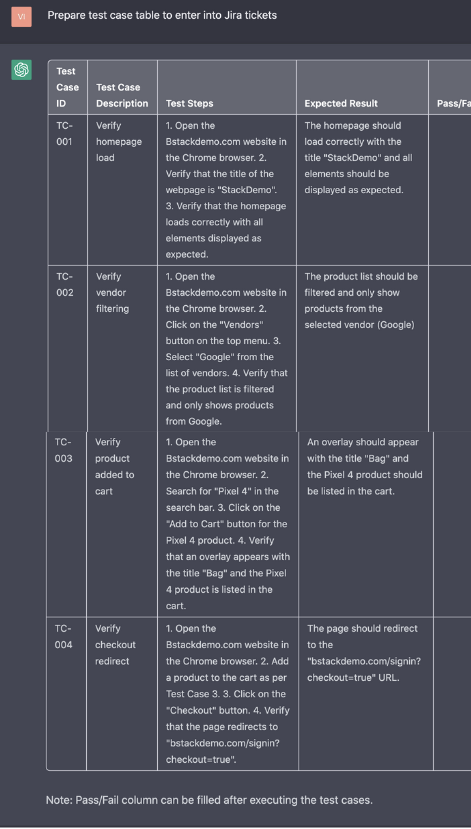 VI
Prepare test case table to enter into Jira tickets
Test
Case
ID
Test Case
Description
Test Steps
Expected Result
Pass/Fa
TC-
001
Verify
homepage
load
1. Open the
Bstackdemo.com website in
the Chrome browser. 2.
Verify that the title of the
webpage is "StackDemo".
3. Verify that the homepage
loads correctly with all
elements displayed as
expected.
The homepage should
load correctly with the
title "StackDemo" and all
elements should be
displayed as expected.
TC-
002
Verify
vendor
filtering
1. Open the
Bstackdemo.com website in
the Chrome browser. 2.
Click on the "Vendors"
button on the top menu. 3.
Select "Google" from the
list of vendors. 4. Verify that
the product list is filtered
and only shows products
from Google.
The product list should be
filtered and only show
products from the
selected vendor (Google)
TC-
003
Verify
product
added to
cart
1. Open the
Bstackdemo.com website in
the Chrome browser. 2.
Search for "Pixel 4" in the
search bar. 3. Click on the
"Add to Cart" button for the
Pixel 4 product. 4. Verify
that an overlay appears with
the title "Bag" and the Pixel
4 product is listed in the
cart.
An overlay should appear
with the title "Bag" and
the Pixel 4 product should
be listed in the cart.
TC-
004
Verify
checkout
redirect
1. Open the
Bstackdemo.com website in
the Chrome browser. 2. Add
a product to the cart as per
Test Case 3. 3. Click on the
"Checkout" button. 4. Verify
that the page redirects to
"bstackdemo.com/signin?
checkout=true".
The page should redirect
to the
"bstackdemo.com/signin?
checkout=true" URL.
Note: Pass/Fail column can be filled after executing the test cases.